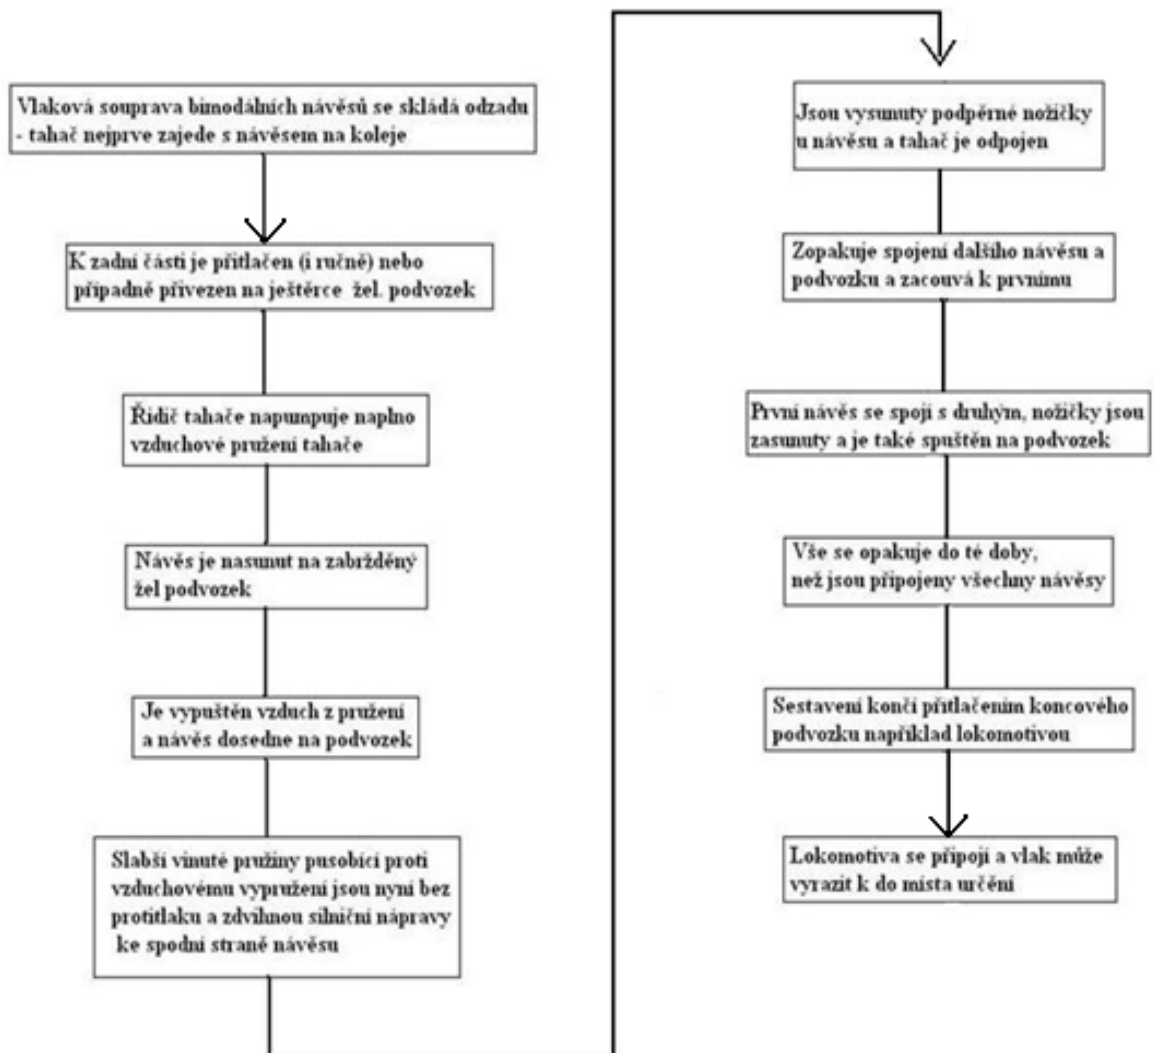 Vlaková souprava bimodálních návěsů se skládá odzadu
- tahač nejprve zajede s návěsem na koleje
K zadní části je přitlačen (i ručně) nebo
případně přivezen na ještěrce žel. podvozek
Řidič tahače napumpuje naplno
vzduchové pružení tahače
Návěs je nasunut na zabržděný
žel podvozek
Je vypuštěn vzduch z pružení
a návěs dosedne na podvozek
Slabší vinuté pružiny pusobící proti
vzduchovému vypružení jsou nyní bez
protitlaku a zdvihnou silniční nápravy
ke spodní straně návěsu
Jsou vysunuty podpěrné nožičky
u návěsu a tahač je odpojen
Zopakuje spojení dalšího návěsu a
podvozku a zacouvá k prvnímu
První návěs se spojí s druhým, nožičky jsou
zasunuty a je také spuštěn na podvozek
Vše se opakuje do té doby,
než jsou připojeny všechny návěsy
Sestavení končí přitlačením koncového
podvozku například lokomotivou
Lokomotiva se připojí a vlak může
vyrazit k do místa určění